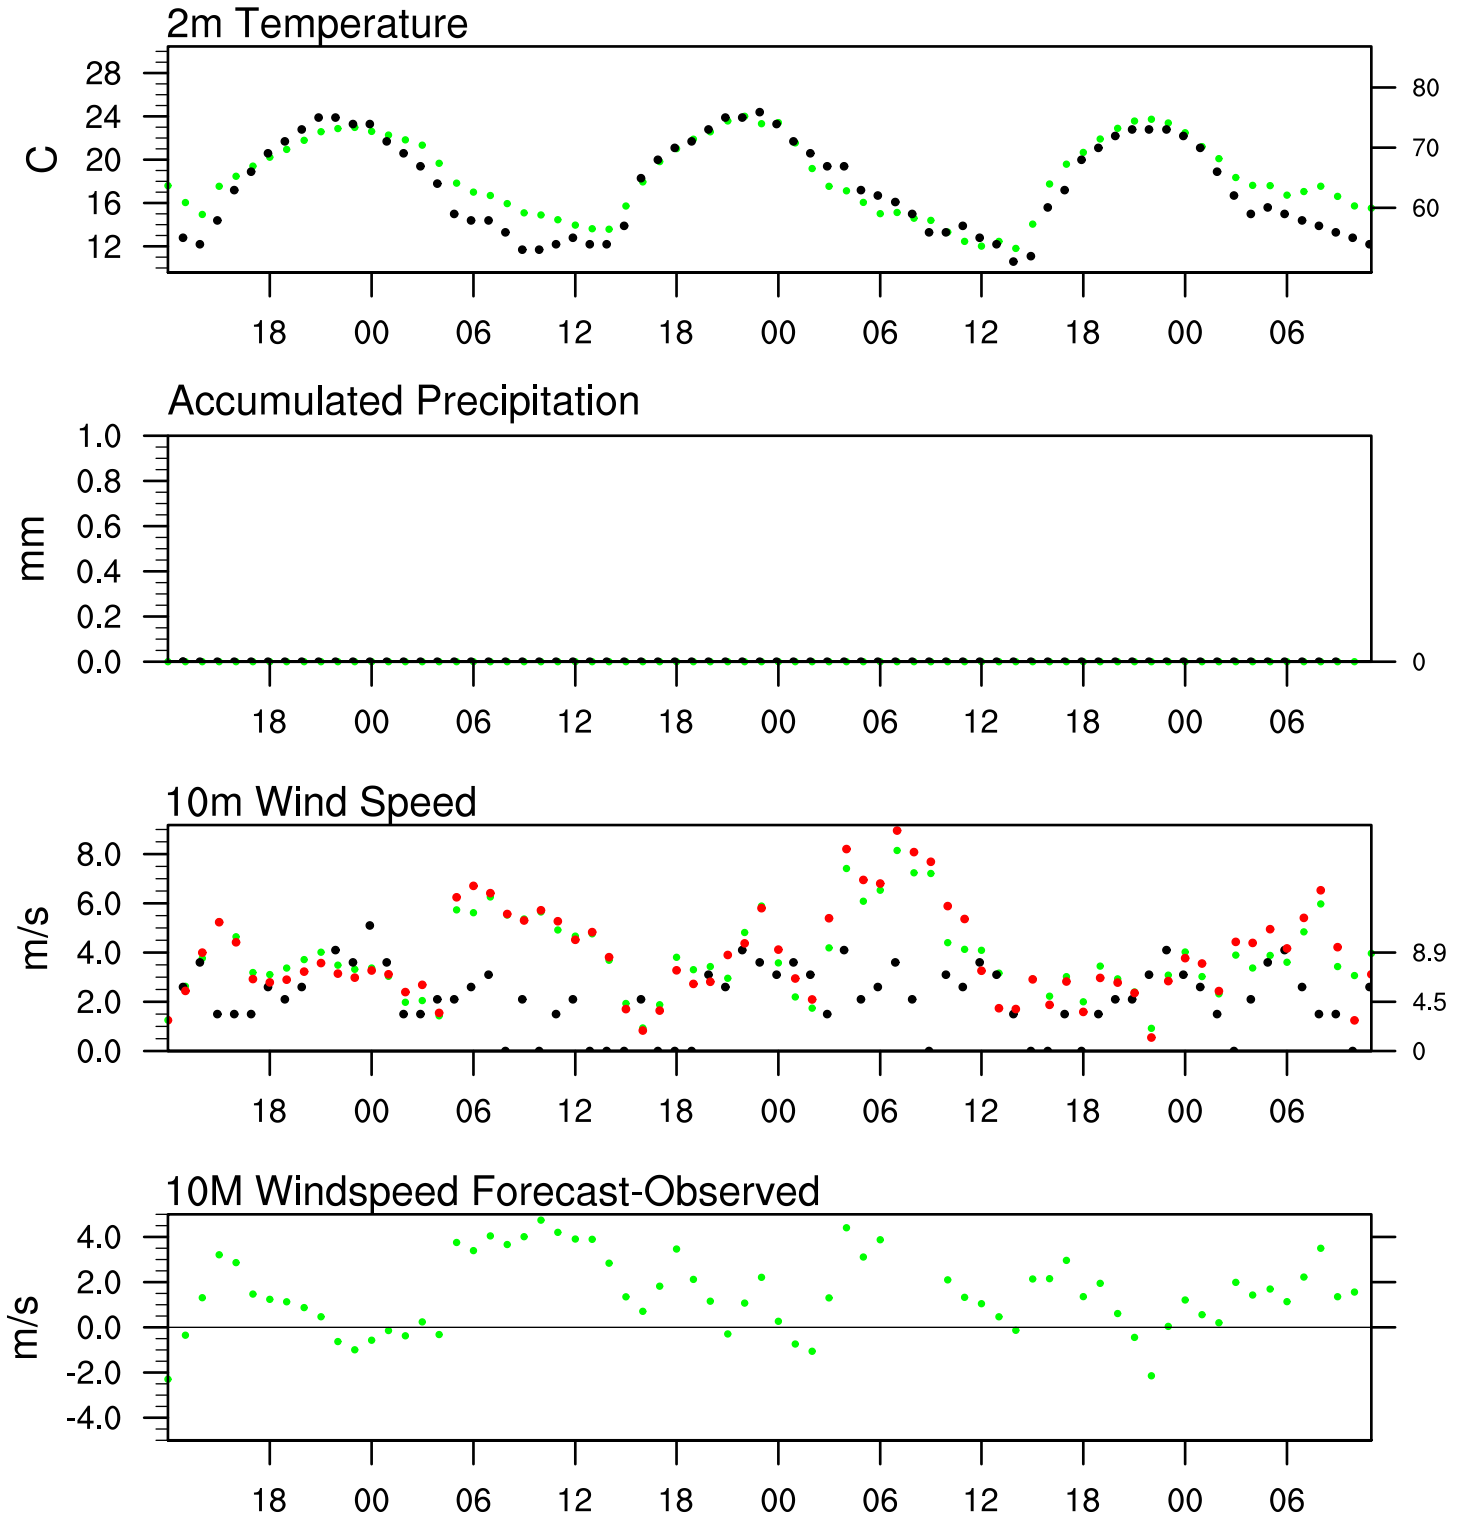 2m Temperature
C
28
24
20
16
12
80
70
60
18 00 06 12 18 00 06 12 18 00 06
Accumulated Precipitation
mm
1.0
0.8
0.6
0.4
0.2
0.0
0
18 00 06 12 18 00 06 12 18 00 06
10m Wind Speed
m/s
8.0
6.0
4.0
2.0
0.0
8.9
4.5
0
18 00 06 12 18 00 06 12 18 00 06
10M Windspeed Forecast-Observed
m/s
4.0
2.0
0.0
-2.0
-4.0
18 00 06 12 18 00 06 12 18 00 06